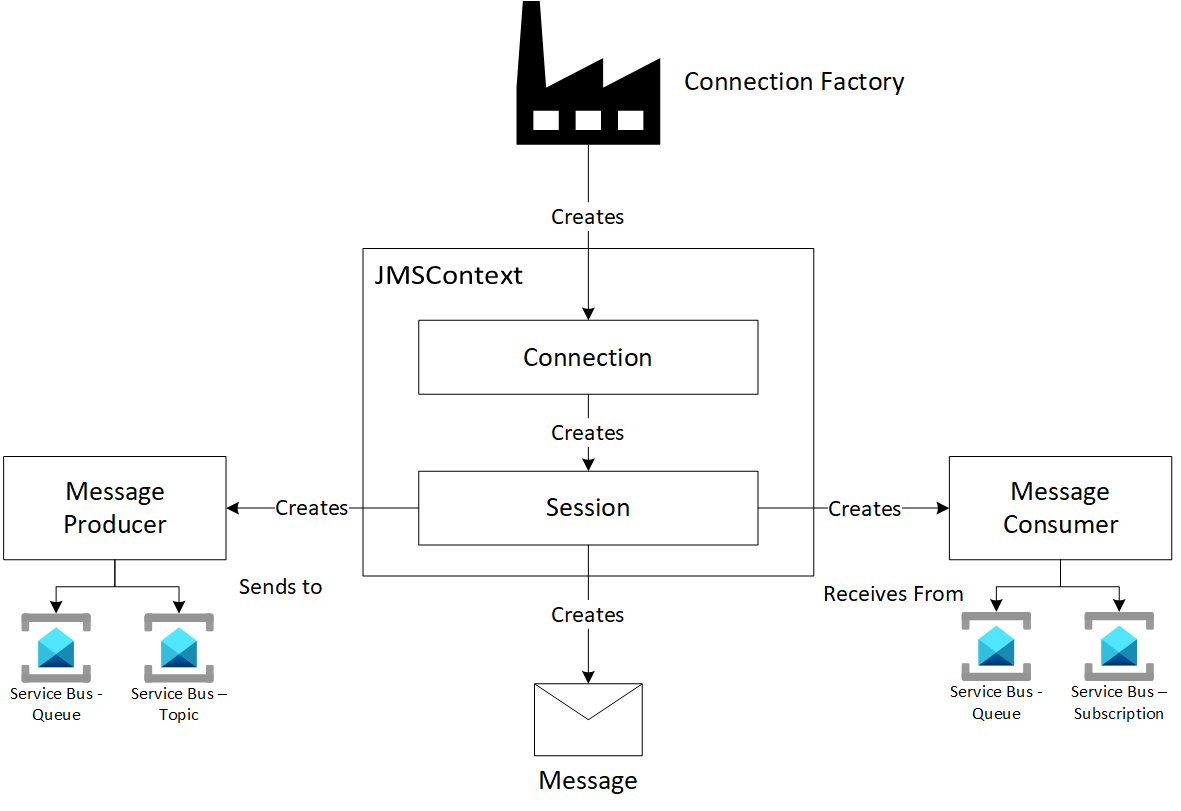 Connection Factory
Creates
JMSContext
Connection
Creates
Message
Producer
Creates
Session
Creates
Message
Consumer
Sends to
Receives From
Creates
Service Bus -
Queue
Service Bus –
Topic
Service Bus -
Queue
Service Bus –
Subscription
Message